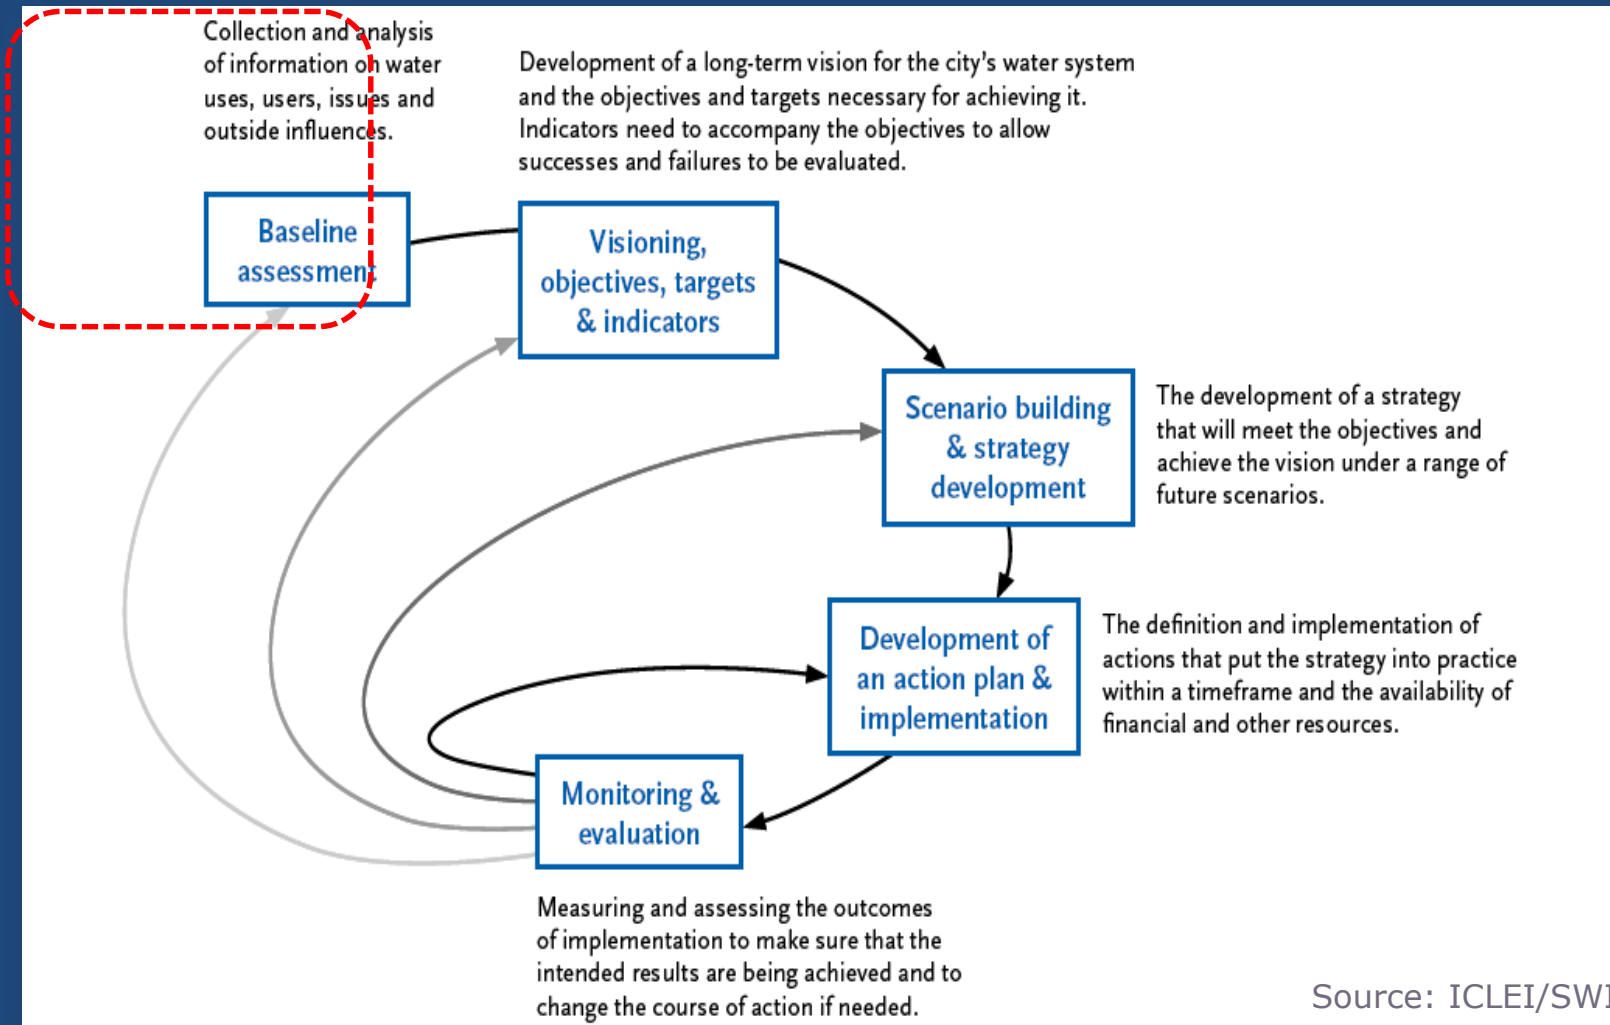 Collection and analysis
of information on water
uses, users, issues and
outside influences.
Development of a long-term vision for the city's water system
and the objectives and targets necessary for achieving it.
Indicators need to accompany the objectives to allow
successes and failures to be evaluated.
Baseline
assessment
Visioning,
objectives, targets
& indicators
Scenario building
& strategy
development
The development of a strategy
that will meet the objectives and
achieve the vision under a range of
future scenarios.
Development of
an action plan &
implementation
The definition and implementation of
actions that put the strategy into practice
within a timeframe and the availability of
financial and other resources.
Monitoring &
evaluation
Measuring and assessing the outcomes
of implementation to make sure that the
intended results are being achieved and to
change the course of action if needed.
Source: ICLEI/SWI